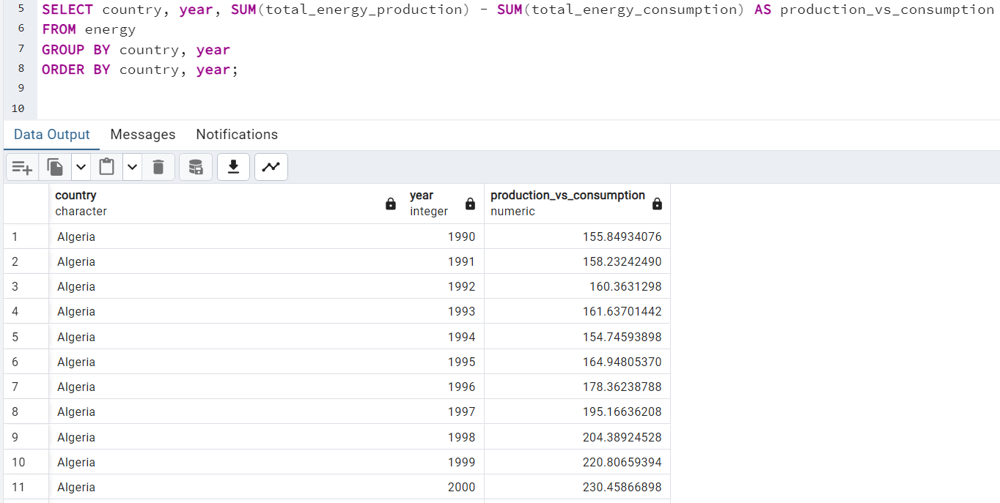 5 SELECT country, year, SUM(total_energy_production) - SUM(total_energy_consumption) AS production_vs_consumption
6 FROM energy
7 GROUP BY country, year
8 ORDER BY country, year;
9
10
Data Output Messages Notifications
country year production_vs_consumption
character integer numeric
1 Algeria 1990 155.84934076
2 Algeria 1991 158.23242490
3 Algeria 1992 160.3631298
4 Algeria 1993 161.63701442
5 Algeria 1994 154.74593898
6 Algeria 1995 164.94805370
7 Algeria 1996 178.36238788
8 Algeria 1997 195.16636208
9 Algeria 1998 204.38924528
10 Algeria 1999 220.80659394
11 Algeria 2000 230.45866898